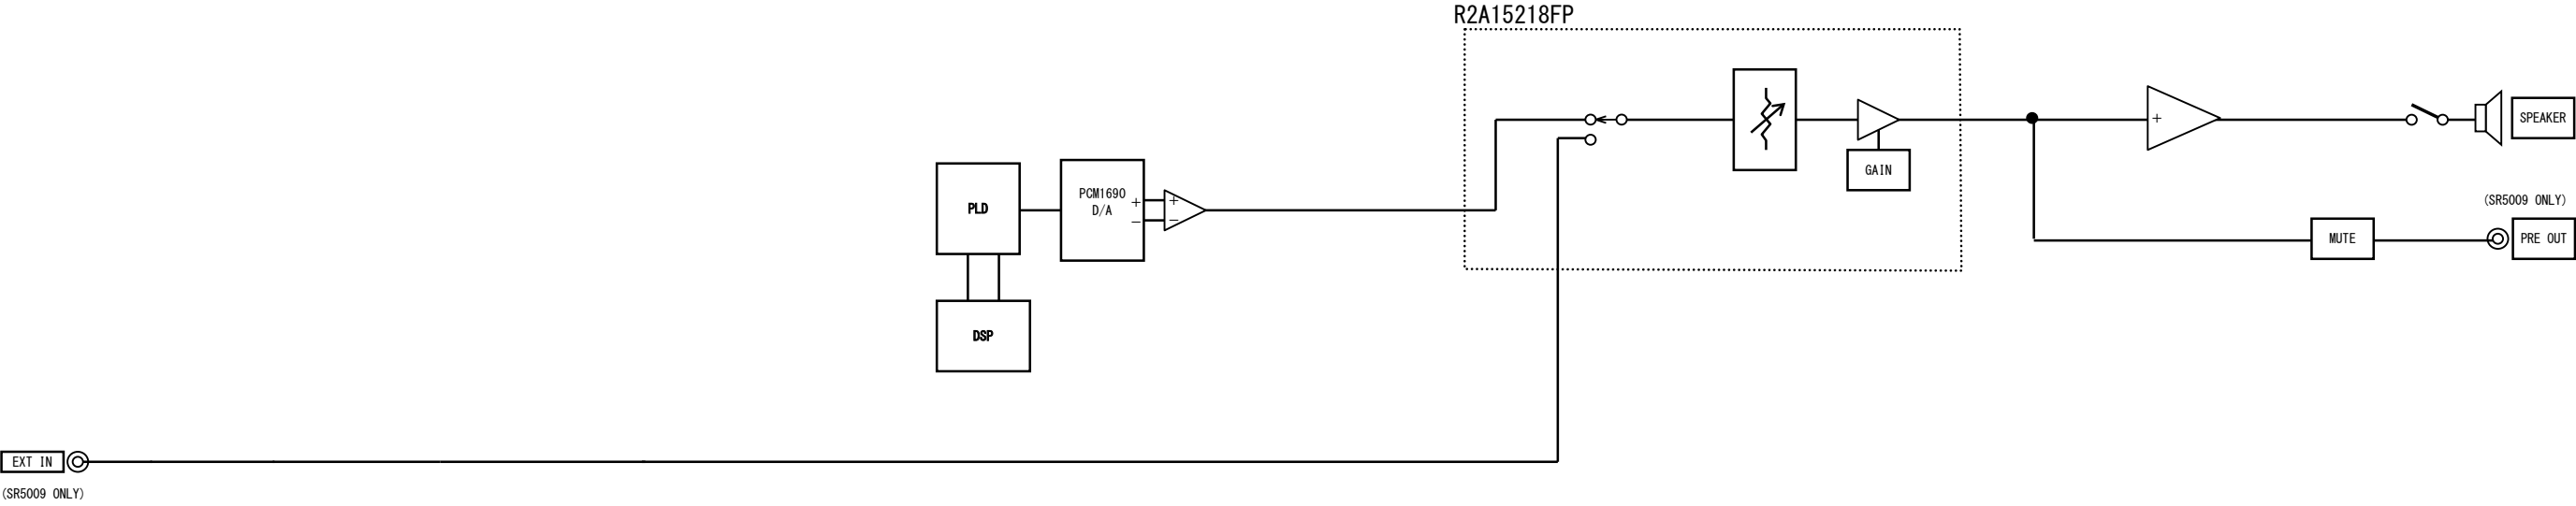 R2A15218FP
SPEAKER
GAIN
PCM1690
D/A
+
−
+
−
+
PLD
(SR5009 ONLY)
MUTE
PRE OUT
DSP
EXT IN
(SR5009 ONLY)